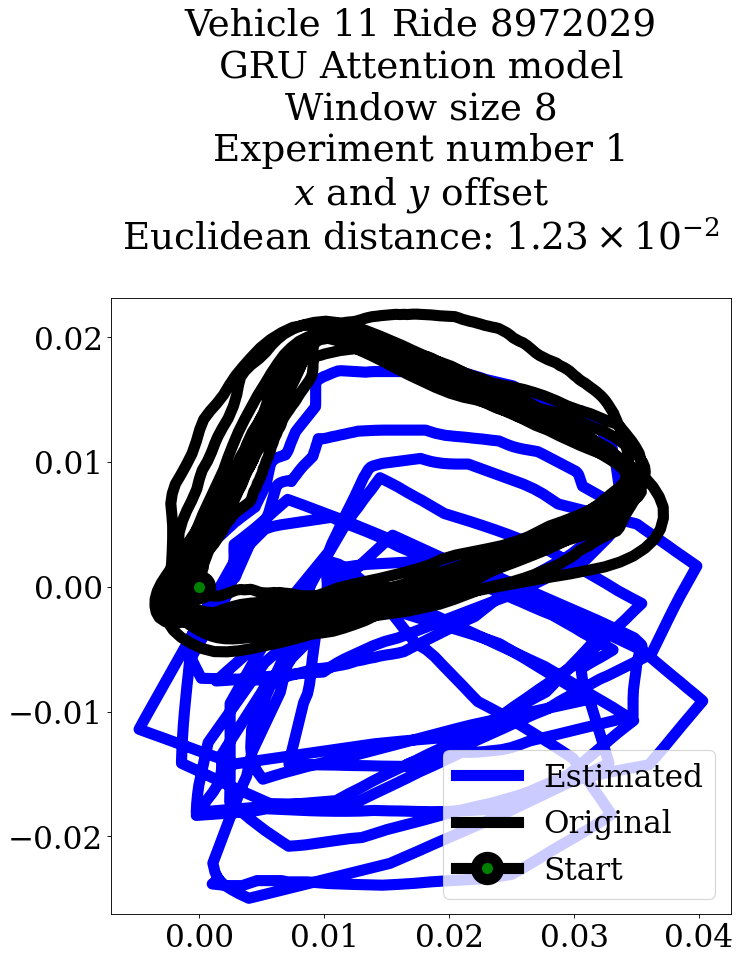 Vehicle 11 Ride 8972029
GRU Attention model
Window size 8
Experiment number 1
x and y offset
Euclidean distance: 1.23 × 10⁻²
0.02
0.01
0.00
−0.01
−0.02
Estimated
Original
Start
0.00 0.01 0.02 0.03 0.04